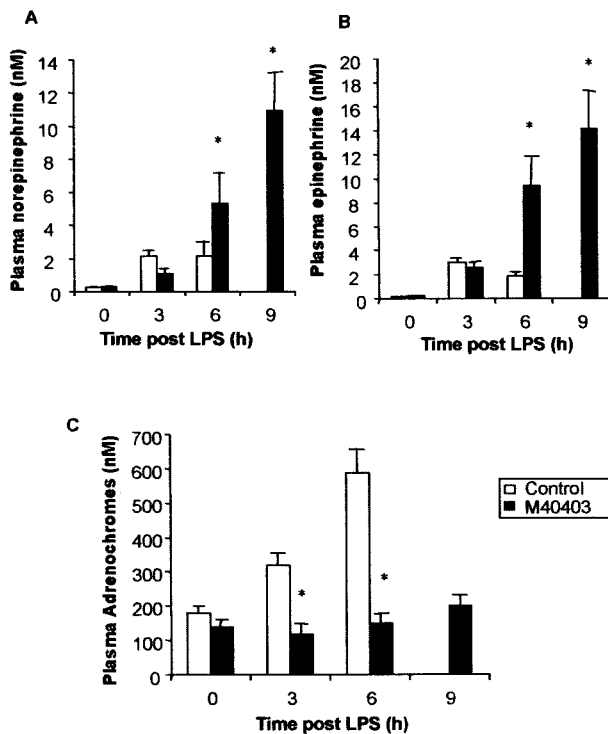 A
Plasma norepinephrine (nM)
14
12
10
8
6
4
2
0
*
*
0 3 6 9
Time post LPS (h)
B
Plasma epinephrine (nM)
20
18
16
14
12
10
8
6
4
2
0
*
*
0 3 6 9
Time post LPS (h)
C
Plasma Adrenochromes (nM)
700
600
500
400
300
200
100
0
*
*
0 3 6 9
Time post LPS (h)
Control
M40403